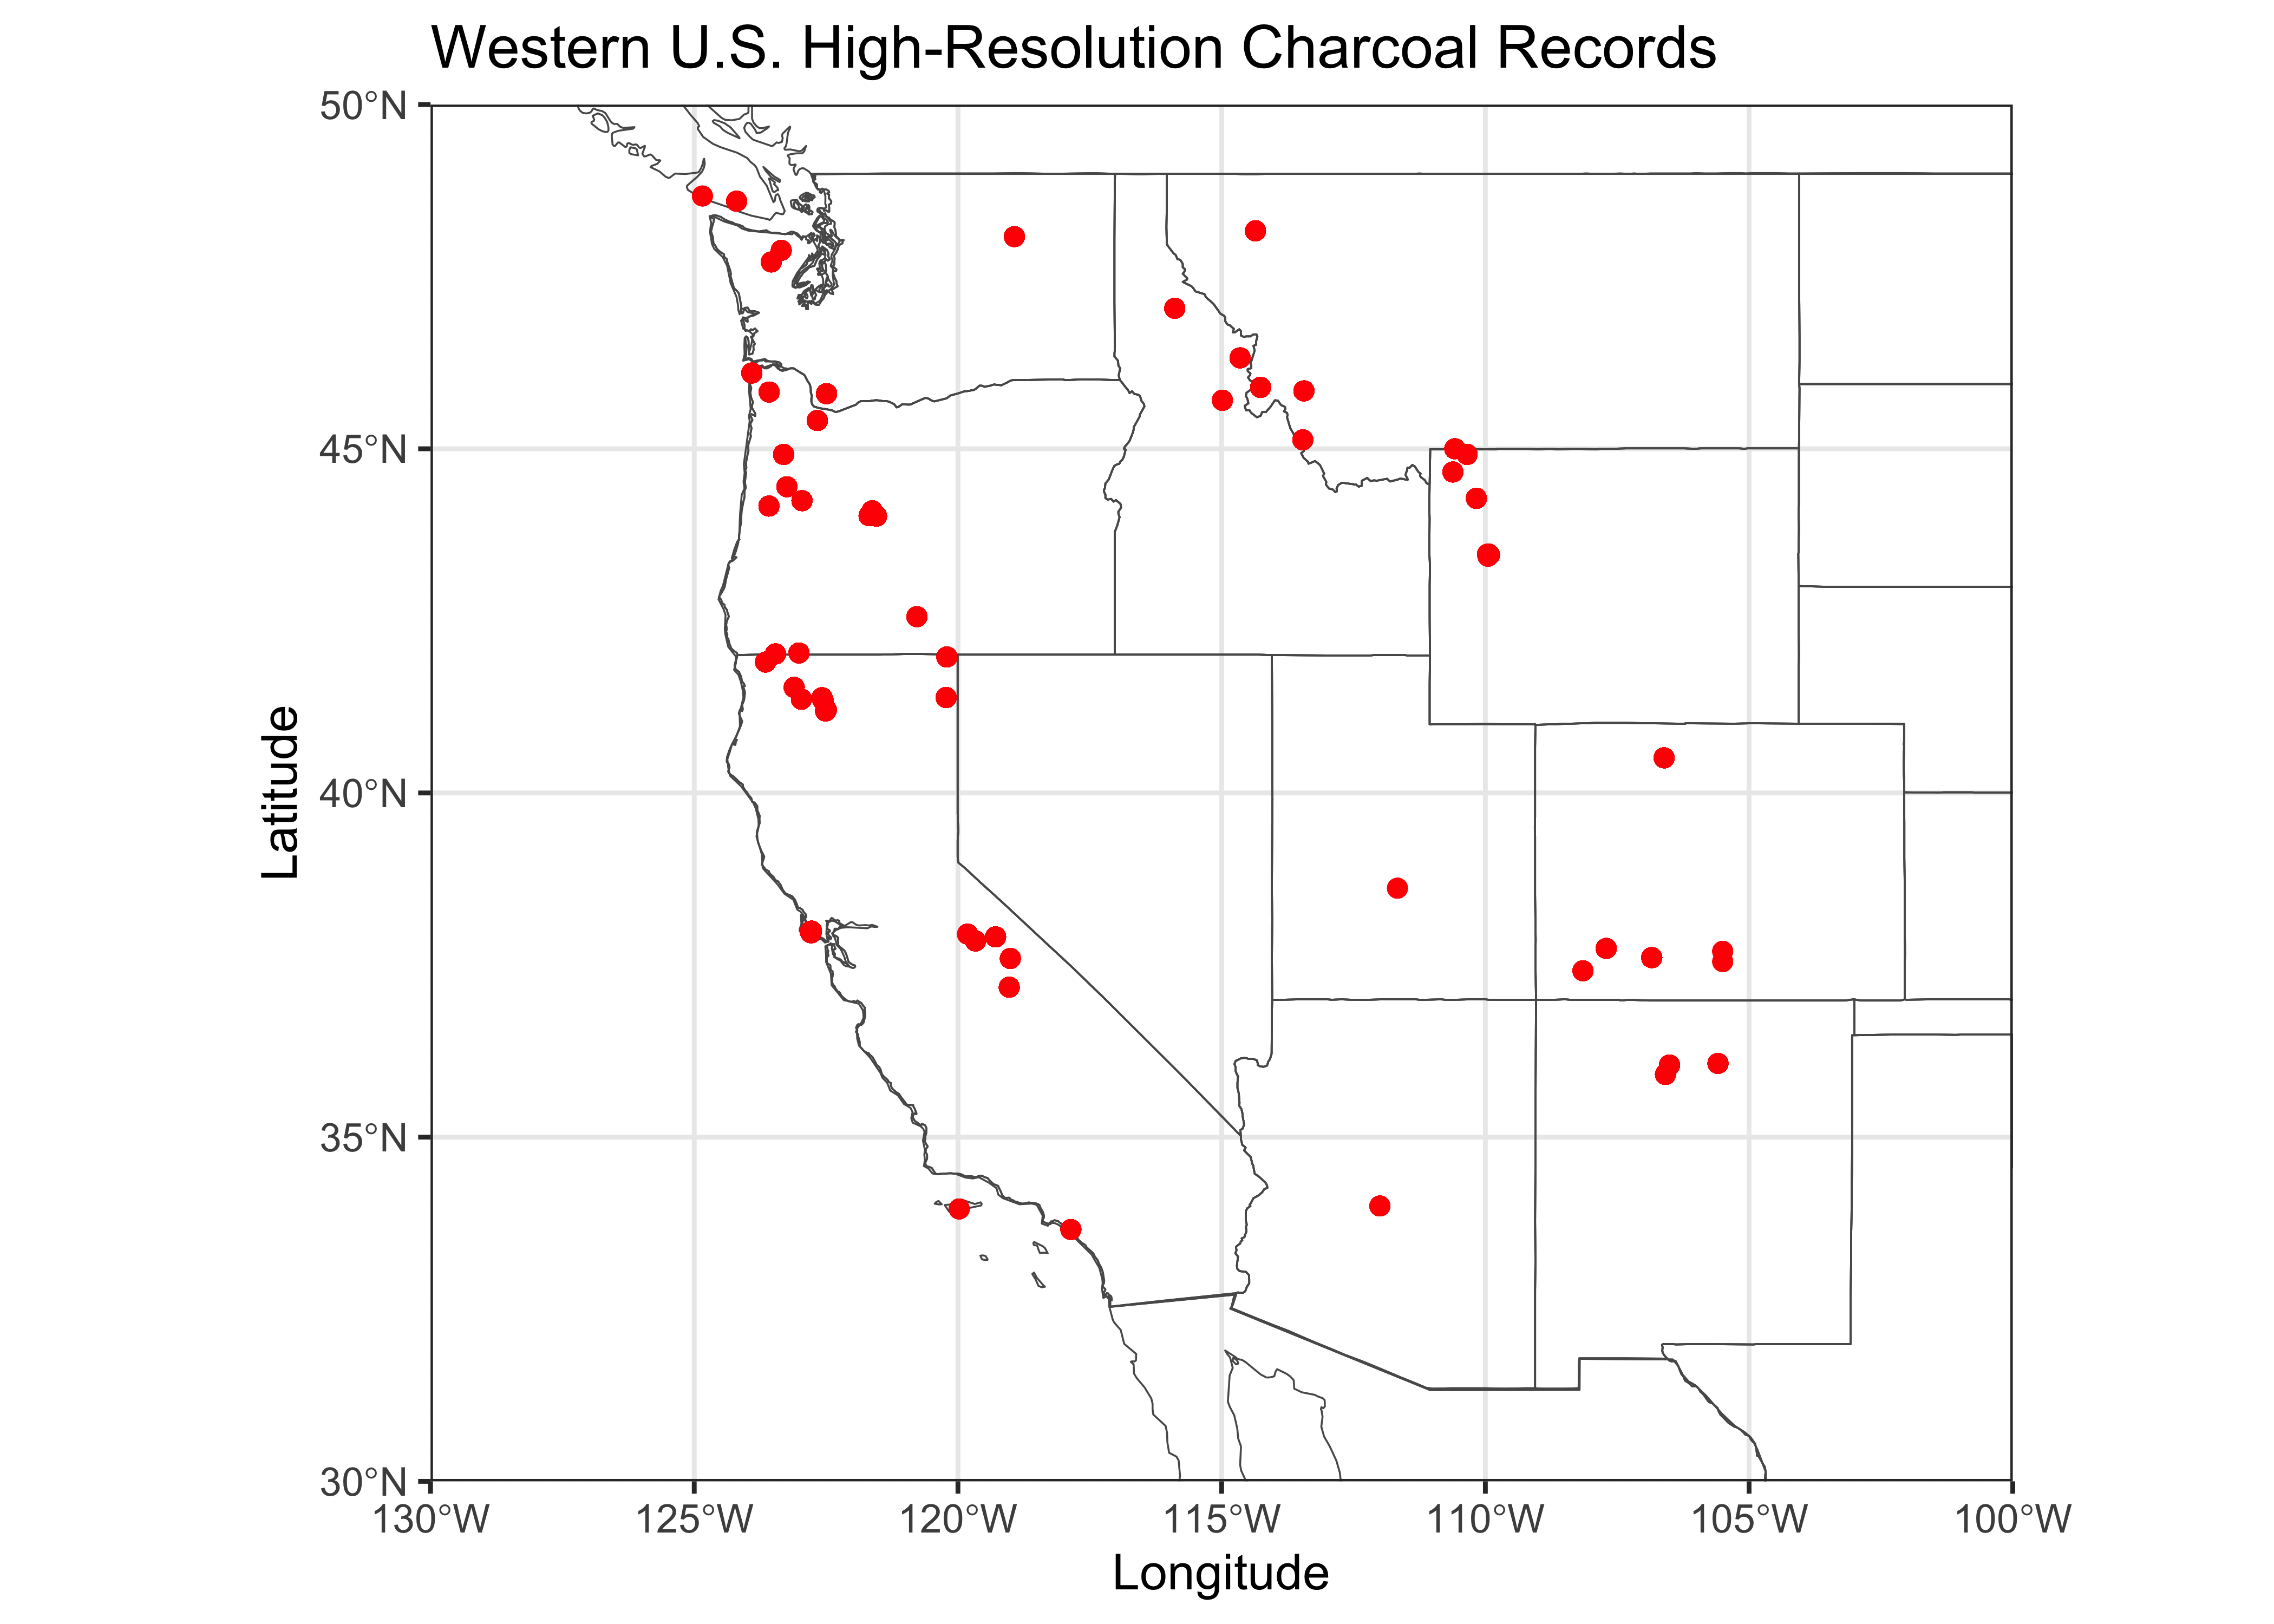 Western U.S. High-Resolution Charcoal Records
50°N
45°N
40°N
35°N
30°N
Latitude
130°W 125°W 120°W 115°W 110°W 105°W 100°W
Longitude